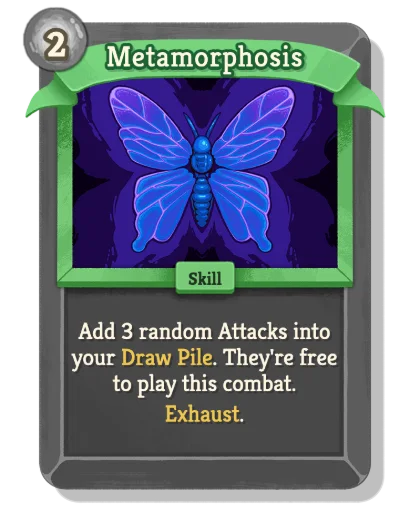 2
Metamorphosis
Skill
Add 3 random Attacks into
your Draw Pile. They're free
to play this combat.
Exhaust.